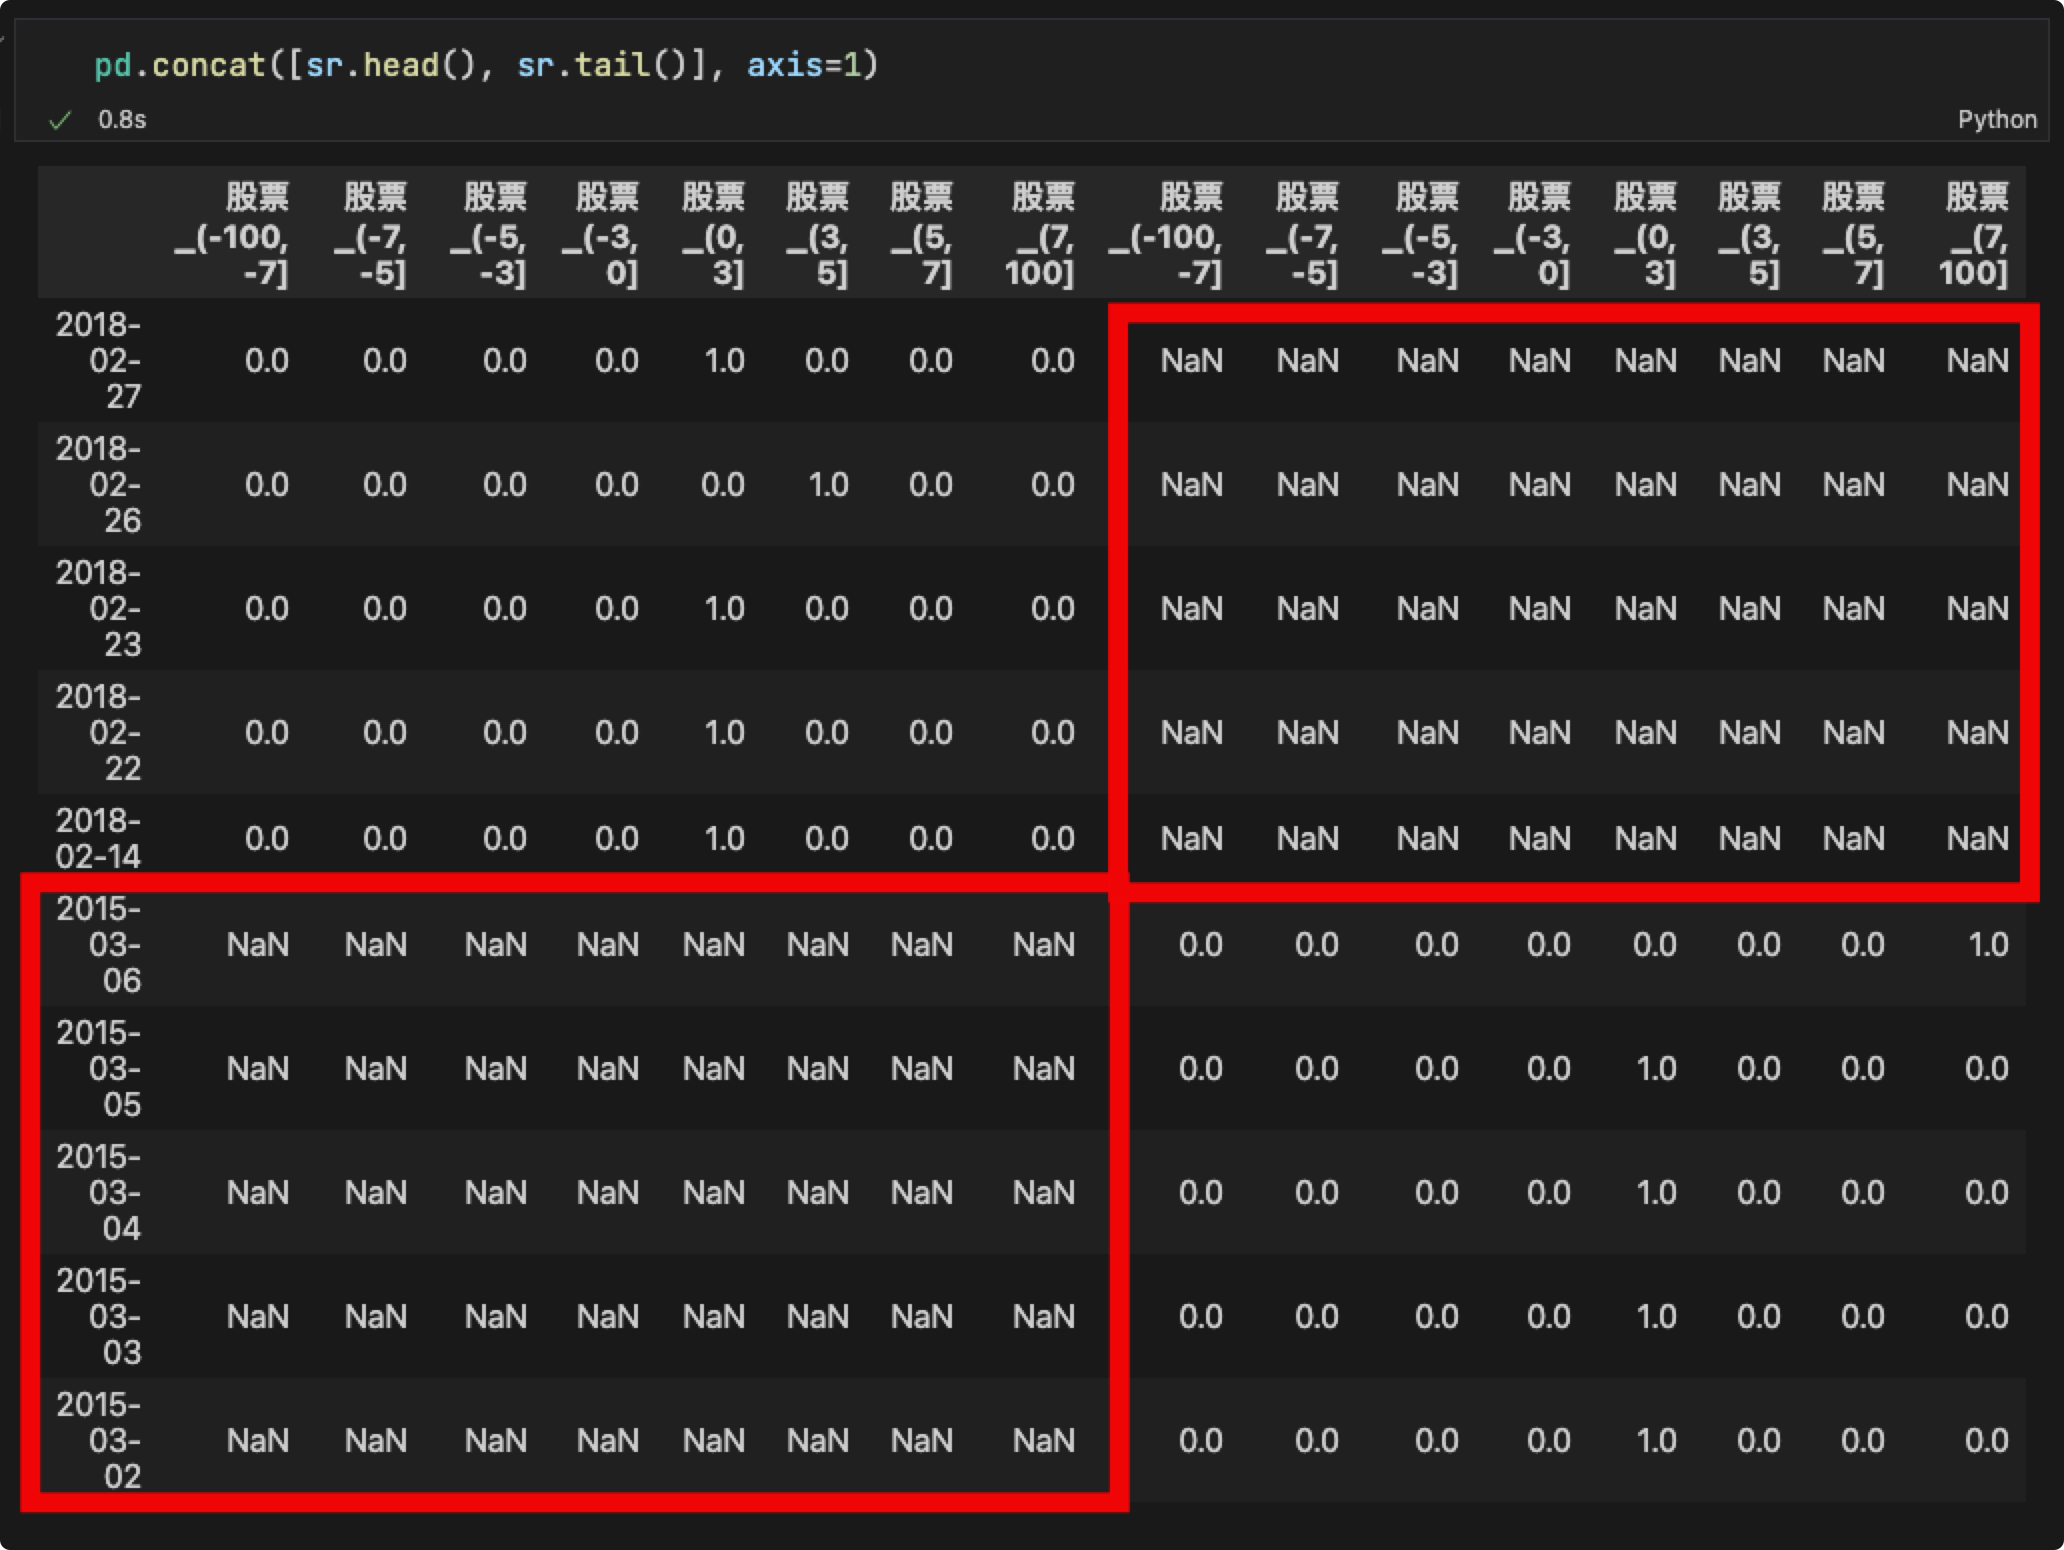 pd.concat([sr.head(), sr.tail()], axis=1)
0.8s Python
股票 股票 股票 股票 股票 股票 股票 股票 股票 股票 股票 股票 股票 股票 股票 股票
_(-100, _(-7, _(-5, _(-3, _(0, _(3, _(5, _(7, _(-100, _(-7, _(-5, _(-3, _(0, _(3, _(5, _(7,
-7] -5] -3] 0] 3] 5] 7] 100] -7] -5] -3] 0] 3] 5] 7] 100]
2018-
02-
27
0.0 0.0 0.0 0.0 1.0 0.0 0.0 0.0 NaN NaN NaN NaN NaN NaN NaN NaN
2018-
02-
26
0.0 0.0 0.0 0.0 0.0 1.0 0.0 0.0 NaN NaN NaN NaN NaN NaN NaN NaN
2018-
02-
23
0.0 0.0 0.0 0.0 1.0 0.0 0.0 0.0 NaN NaN NaN NaN NaN NaN NaN NaN
2018-
02-
22
0.0 0.0 0.0 0.0 1.0 0.0 0.0 0.0 NaN NaN NaN NaN NaN NaN NaN NaN
2018-
02-14
0.0 0.0 0.0 0.0 1.0 0.0 0.0 0.0 NaN NaN NaN NaN NaN NaN NaN NaN
2015-
03-
06
NaN NaN NaN NaN NaN NaN NaN NaN 0.0 0.0 0.0 0.0 0.0 0.0 0.0 1.0
2015-
03-
05
NaN NaN NaN NaN NaN NaN NaN NaN 0.0 0.0 0.0 0.0 1.0 0.0 0.0 0.0
2015-
03-
04
NaN NaN NaN NaN NaN NaN NaN NaN 0.0 0.0 0.0 0.0 1.0 0.0 0.0 0.0
2015-
03-
03
NaN NaN NaN NaN NaN NaN NaN NaN 0.0 0.0 0.0 0.0 1.0 0.0 0.0 0.0
2015-
03-
02
NaN NaN NaN NaN NaN NaN NaN NaN 0.0 0.0 0.0 0.0 1.0 0.0 0.0 0.0